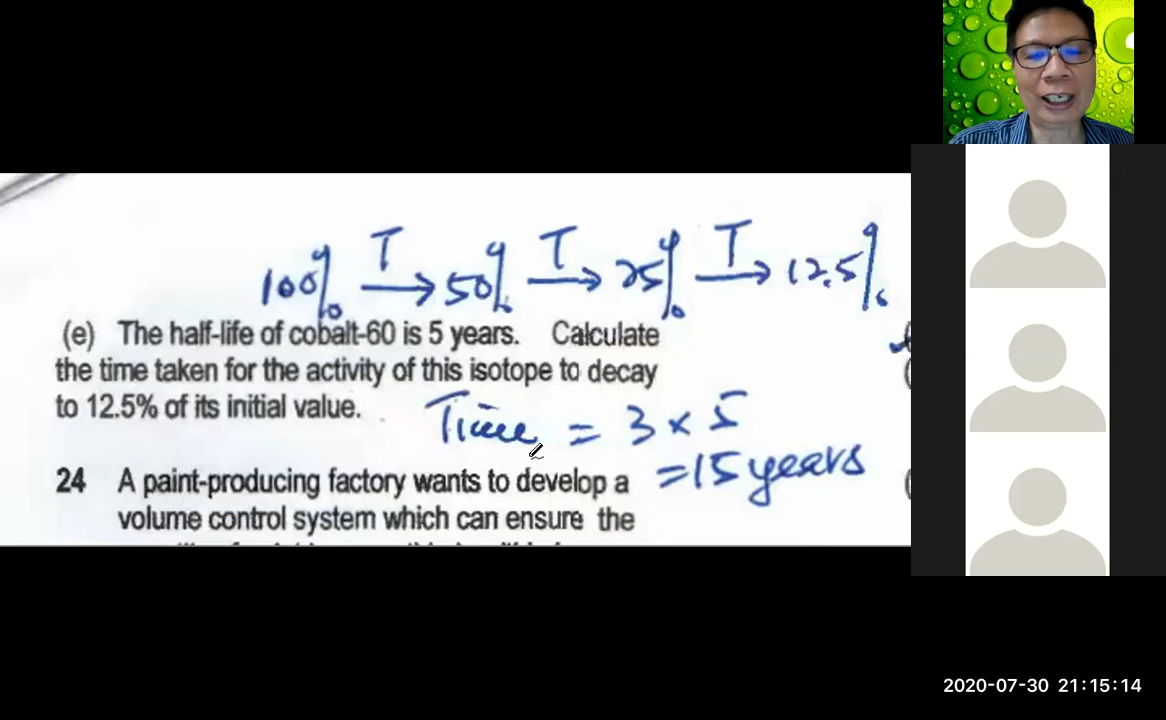 100% T → 50% T → 25% T → 12.5%
(e) The half-life of cobalt-60 is 5 years. Calculate
the time taken for the activity of this isotope to decay
to 12.5% of its initial value.
Time = 3 × 5
= 15 years
24 A paint-producing factory wants to develop a
volume control system which can ensure the
2020-07-30 21:15:14